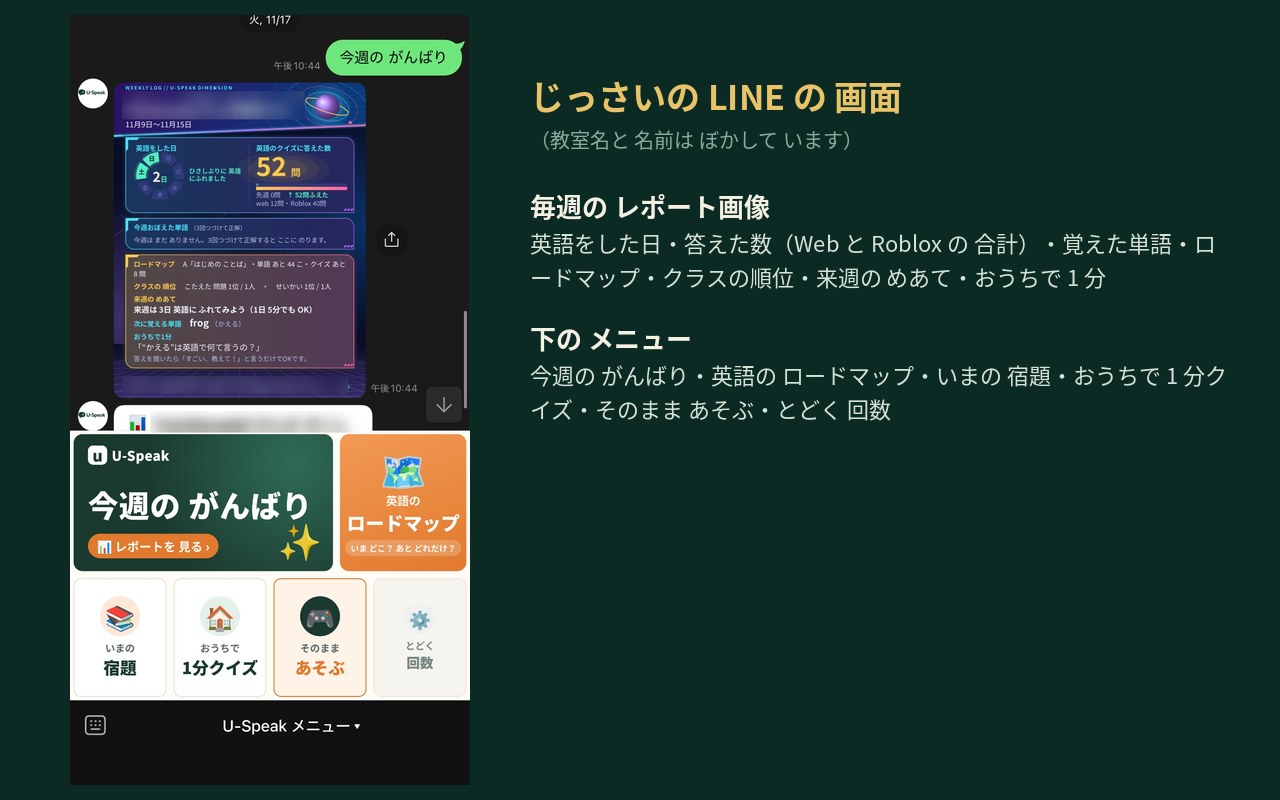 火, 11/17
今週の がんばり
午後10:44
U-Speak
WEEKLY LOG // U-SPEAK DIMENSION
11月9日〜11月15日
英語をした日
日
土
2日
ひさしぶりに 英語
にふれました
英語のクイズに答えた数
52 問
先週 0問 ↑ 52問ふえた
web 12問・Roblox 40問
今週おぼえた単語 (3回つづけて正解)
今週は まだ ありません。3回つづけて正解すると ここに のります。
ロードマップ A「はじめの ことば」・単語 あと 44 こ・クイズ あと
8 問
クラスの 順位 こたえた 問題 1位 / 1人 ・ せいかい 1位 / 1人
来週の めあて
来週は 3日 英語に ふれてみよう（1日 5分でも OK）
次に覚える単語 frog（かえる）
おうちで1分
「“かえる”は英語で何て言うの？」
答えを聞いたら「すごい、教えて！」と言うだけでOKです。
午後10:44
U-Speak
u U-Speak
今週の がんばり
レポートを 見る ›
英語の
ロードマップ
いま どこ？ あと どれだけ？
いまの
宿題
おうちで
1分クイズ
そのまま
あそぶ
とどく
回数
U-Speak メニュー ▾
じっさいの LINE の 画面
（教室名と 名前は ぼかして います）
毎週の レポート画像
英語をした日・答えた数（Web と Roblox の 合計）・覚えた単語・ロ
ードマップ・クラスの順位・来週の めあて・おうちで 1 分
下の メニュー
今週の がんばり・英語の ロードマップ・いまの 宿題・おうちで 1 分ク
イズ・そのまま あそぶ・とどく 回数